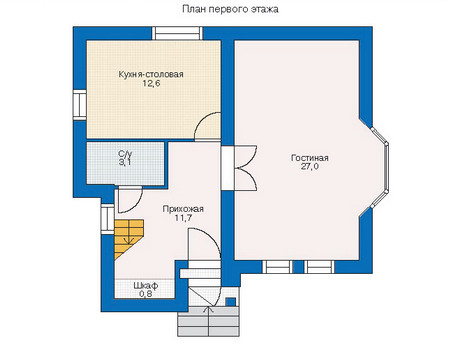 План первого этажа
Кухня-столовая
12,6
С/у
3,1
Гостиная
27,0
Прихожая
11,7
Шкаф
0,8